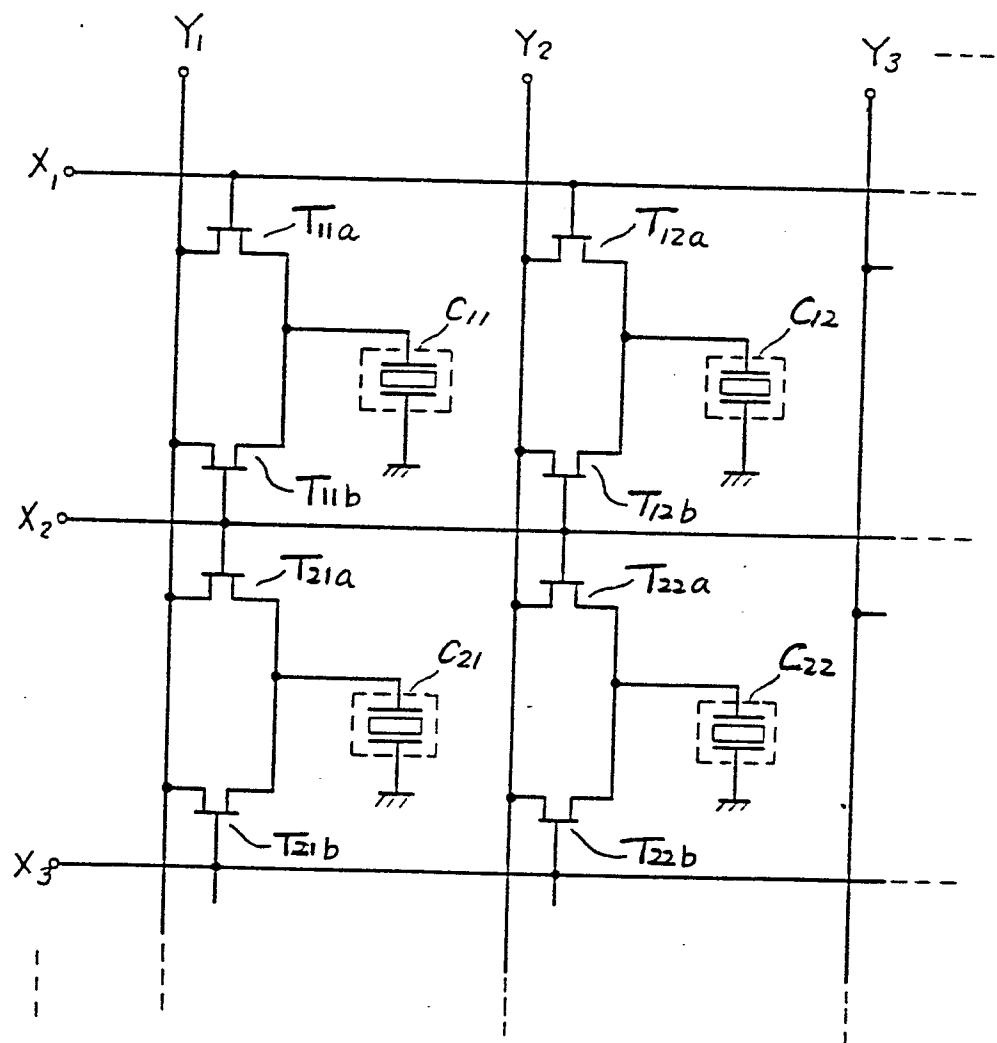 Y1
Y2
Y3
X1
T11a
T12a
C11
C12
T11b
T12b
X2
T21a
T22a
C21
C22
T21b
T22b
X3